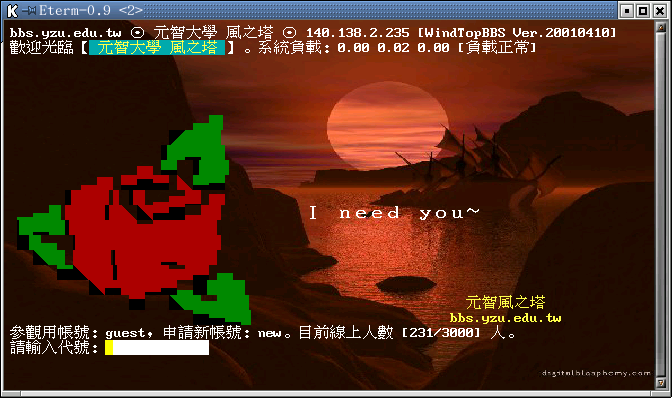 Eterm-0.9 <2>
bbs.yzu.edu.tw ⊙ 元智大學 風之塔 ⊙ 140.138.2.235 [WindTopBBS Ver.20010410]
歡迎光臨【 元智大學 風之塔 】。系統負載: 0.00 0.02 0.00 [負載正常]
I need you~
元智風之塔
bbs.yzu.edu.tw
參觀用帳號: guest, 申請新帳號: new。目前線上人數 [231/3000] 人。
請輸入代號:
digitalblasphemy.com